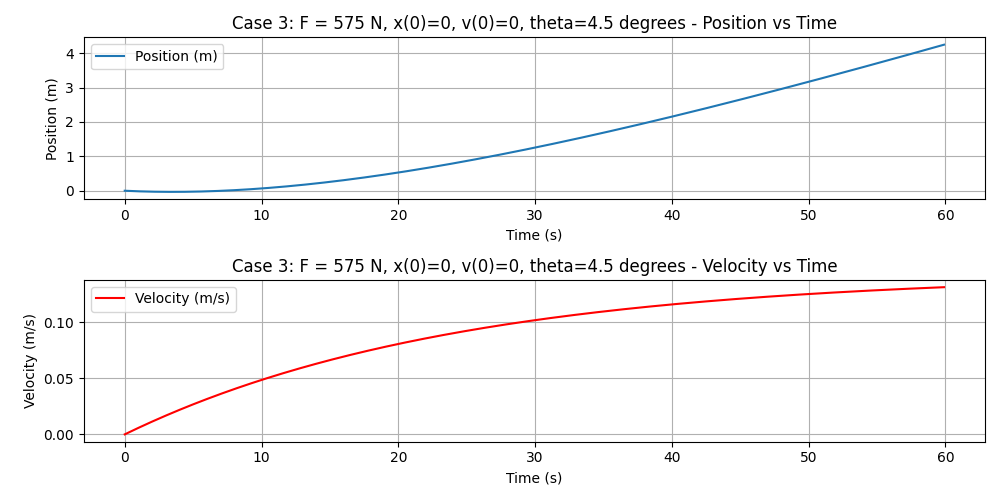 Case 3: F = 575 N, x(0)=0, v(0)=0, theta=4.5 degrees - Position vs Time
Position (m)
Position (m)
4
3
2
1
0
0 10 20 30 40 50 60
Time (s)
Case 3: F = 575 N, x(0)=0, v(0)=0, theta=4.5 degrees - Velocity vs Time
Velocity (m/s)
Velocity (m/s)
0.10
0.05
0.00
0 10 20 30 40 50 60
Time (s)